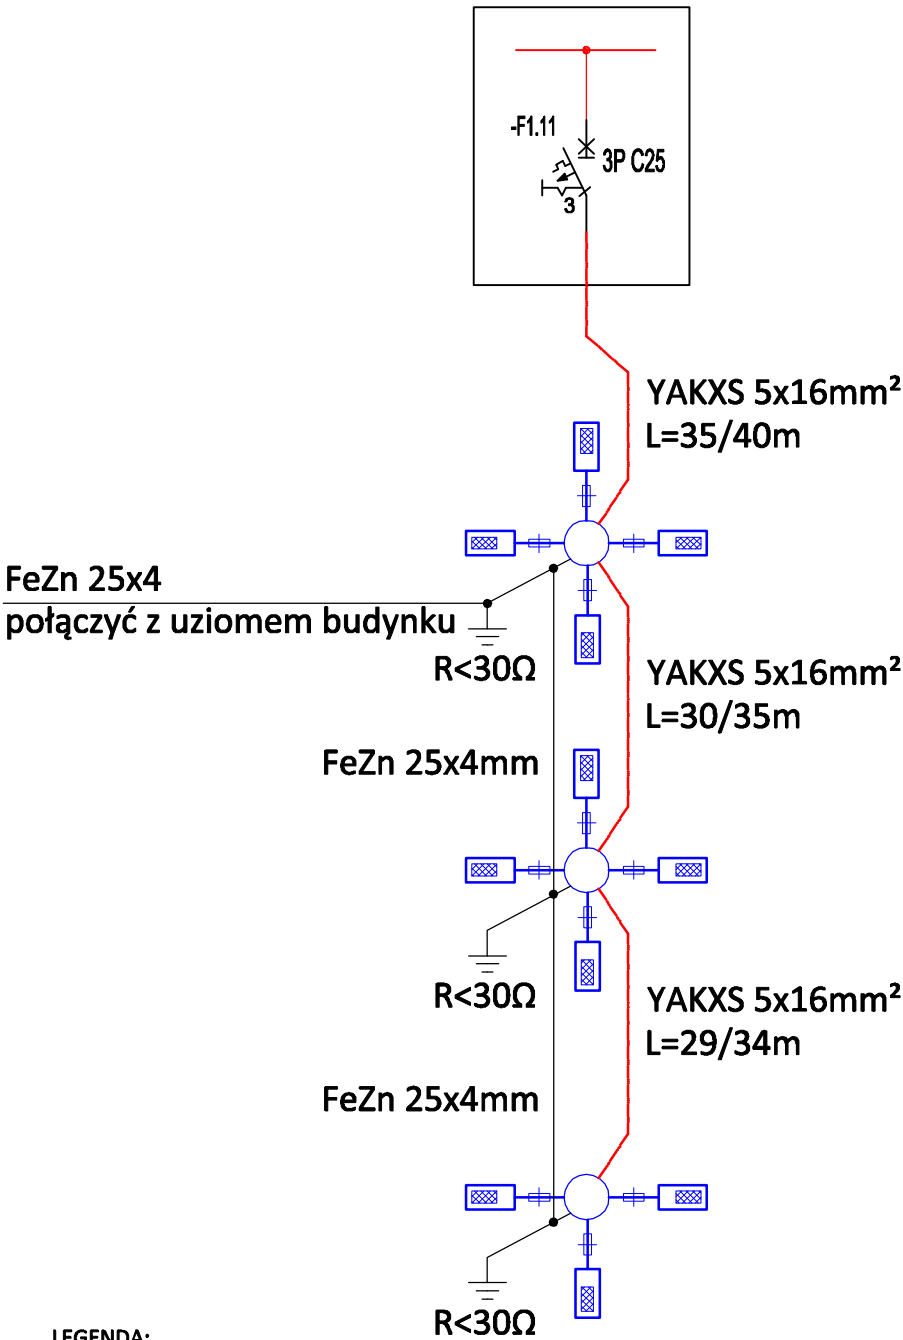 -F1.11
3P C25
3
YAKXS 5x16mm²
L=35/40m
FeZn 25x4
połączyć z uziomem budynku
R<30Ω
YAKXS 5x16mm²
L=30/35m
FeZn 25x4mm
R<30Ω
YAKXS 5x16mm²
L=29/34m
FeZn 25x4mm
R<30Ω
LEGENDA: